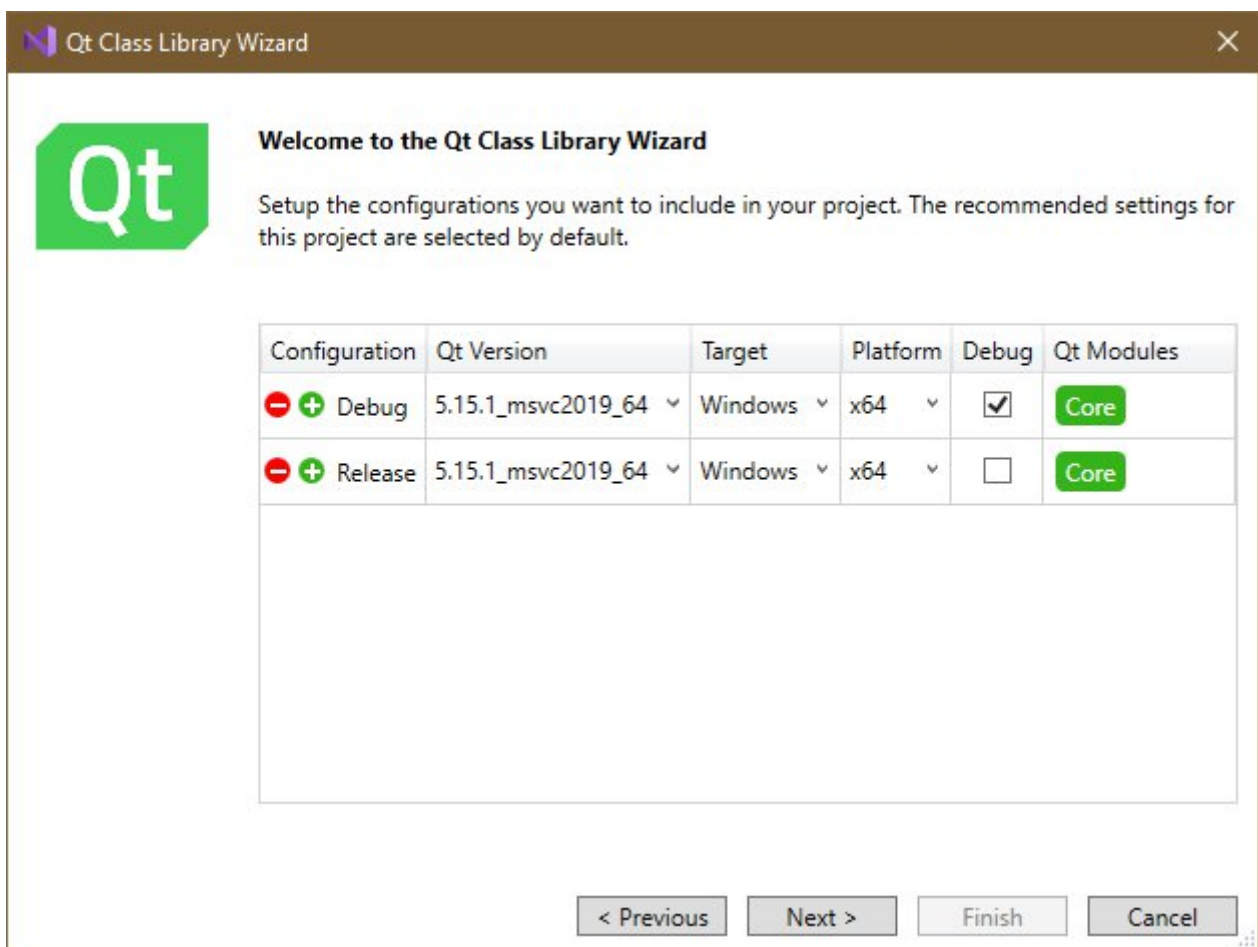 Qt Class Library Wizard
Qt
Welcome to the Qt Class Library Wizard
Setup the configurations you want to include in your project. The recommended settings for
this project are selected by default.
Configuration Qt Version Target Platform Debug Qt Modules
Debug 5.15.1_msvc2019_64 Windows x64 Core
Release 5.15.1_msvc2019_64 Windows x64 Core
< Previous Next > Finish Cancel